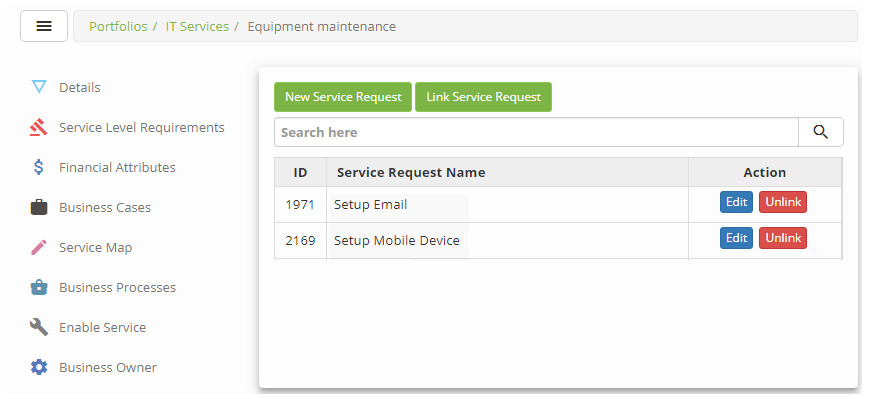 Portfolios / IT Services / Equipment maintenance
Details
Service Level Requirements
Financial Attributes
Business Cases
Service Map
Business Processes
Enable Service
Business Owner
New Service Request Link Service Request
Search here
ID Service Request Name Action
1971 Setup Email Edit Unlink
2169 Setup Mobile Device Edit Unlink